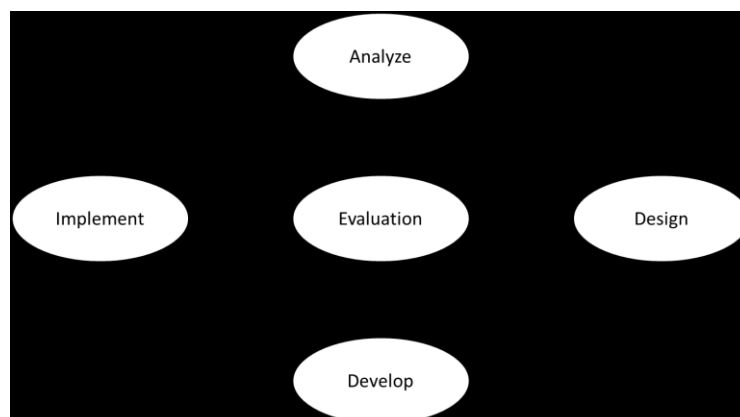 Analyze
Implement
Evaluation
Design
Develop